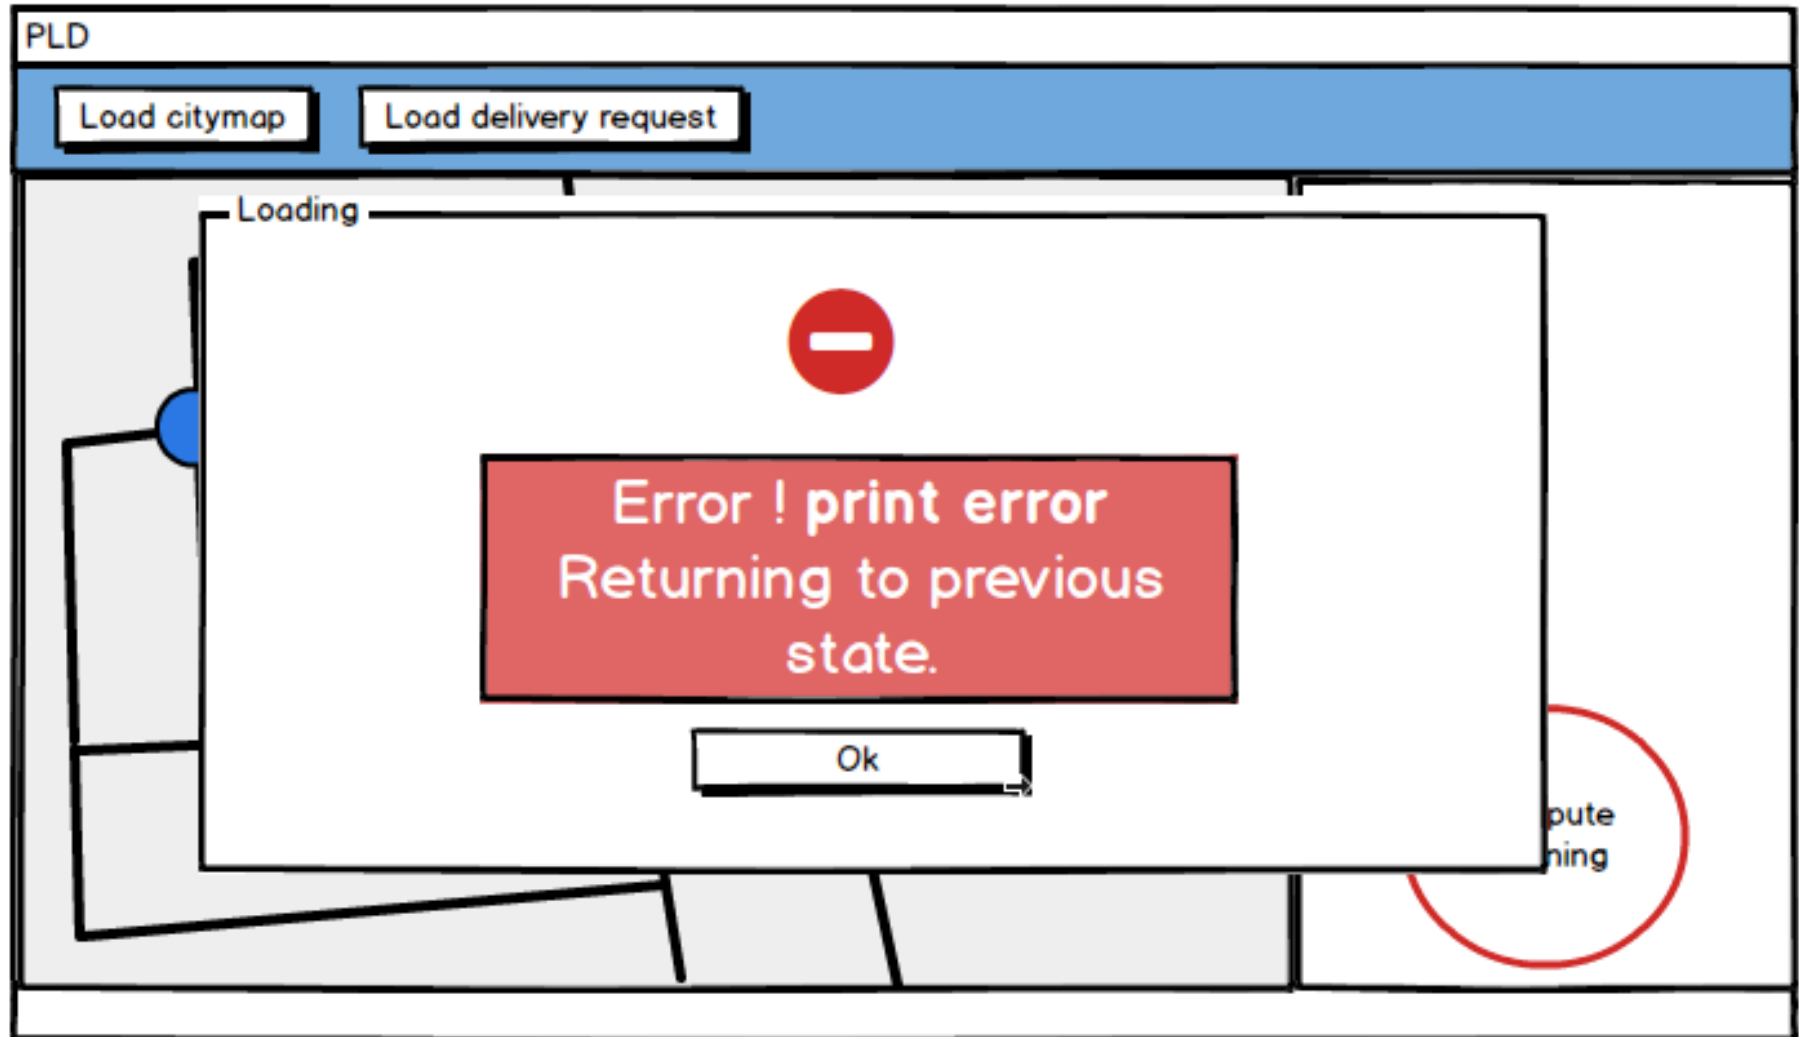 PLD
Load citymap
Load delivery request
Loading
Error ! print error
Returning to previous
state.
Ok
pute
ning